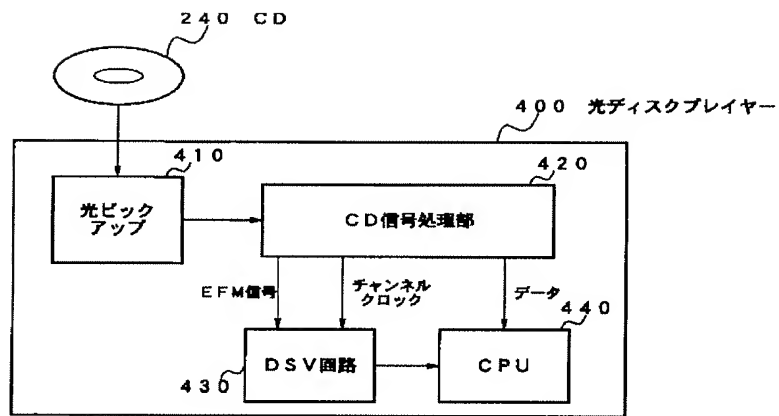 ２４０ ＣＤ
４００ 光ディスクプレイヤー
４１０
４２０
光ピック
アップ
ＣＤ信号処理部
ＥＦＭ信号
チャンネル
クロック
データ
４４０
ＤＳＶ回路
ＣＰＵ
４３０